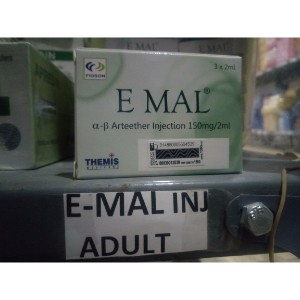 3 x 2ml
E MAL®
α-β Arteether Injection 150mg/2ml
THEMIS
E-MAL INJ
ADULT